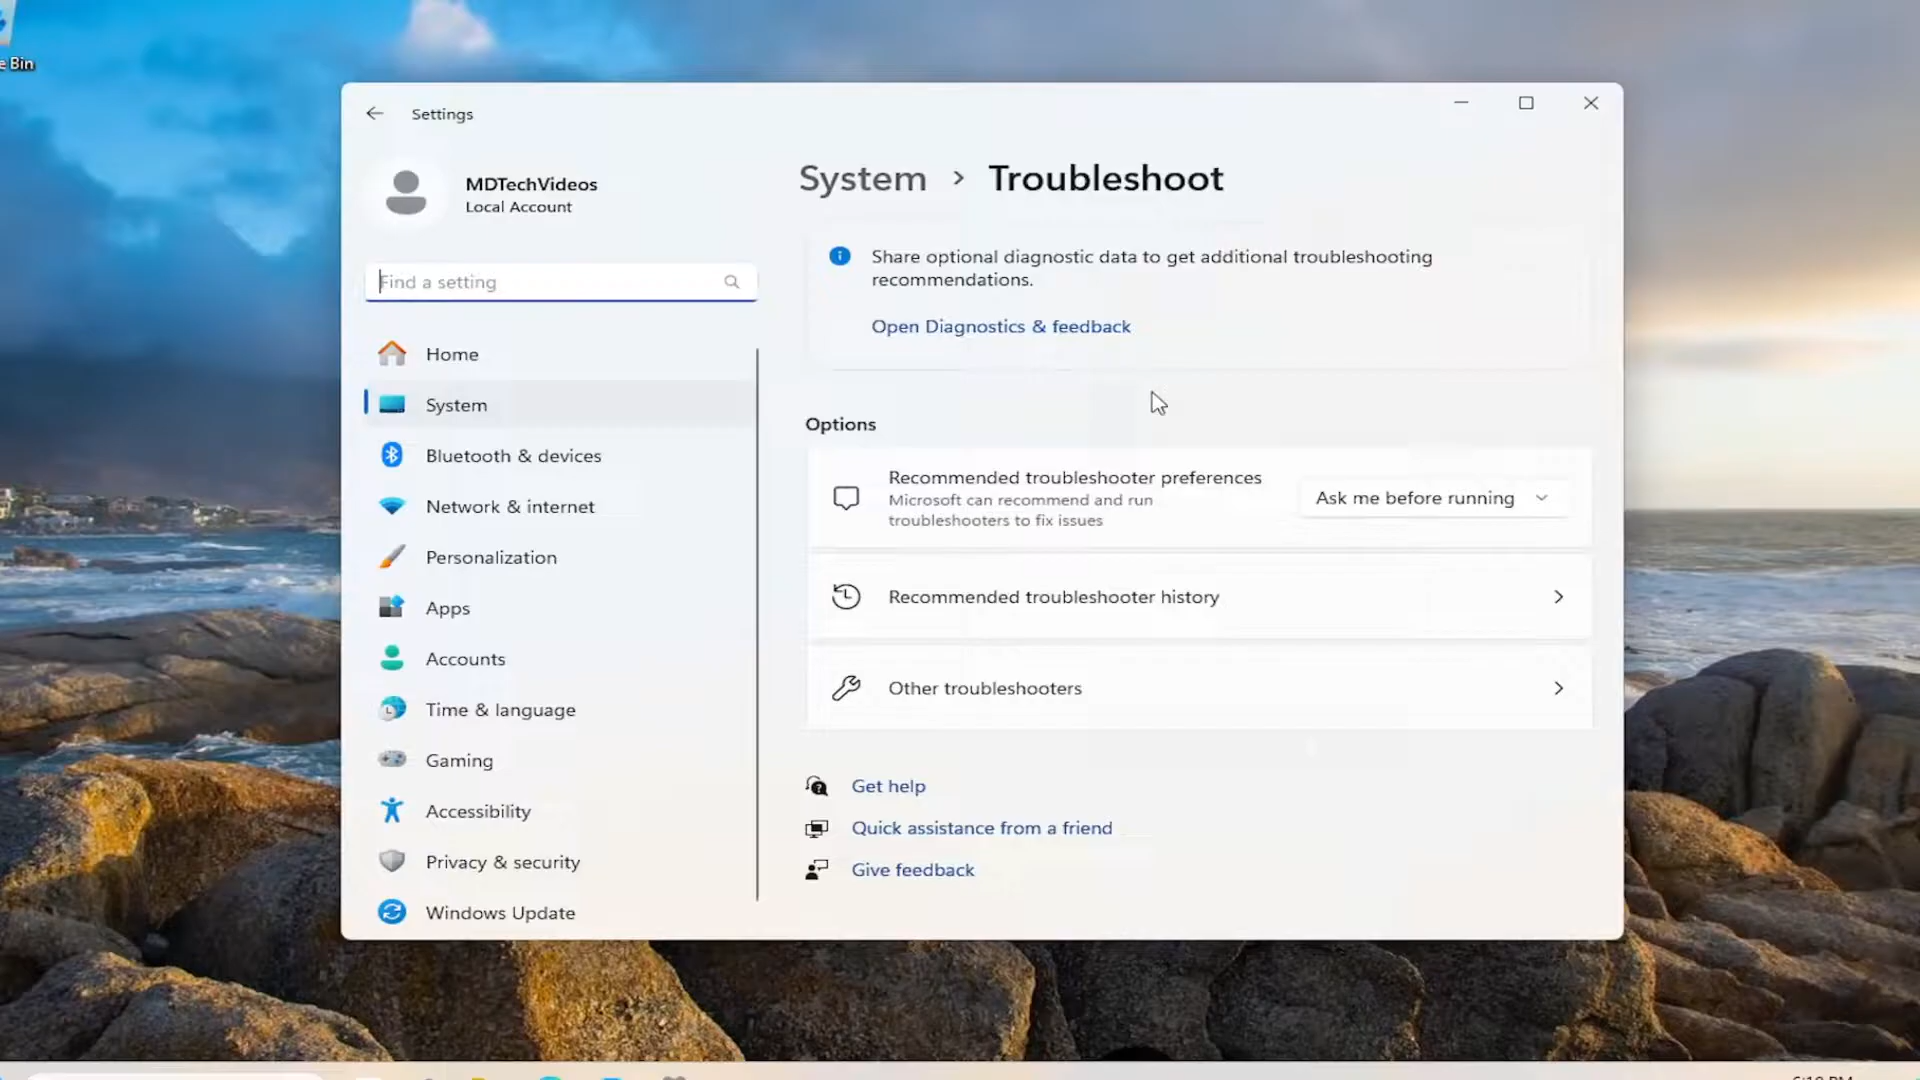 e Bin
Settings
MDTechVideos
Local Account
Find a setting
Home
System
Bluetooth & devices
Network & internet
Personalization
Apps
Accounts
Time & language
Gaming
Accessibility
Privacy & security
Windows Update
System > Troubleshoot
Share optional diagnostic data to get additional troubleshooting
recommendations.
Open Diagnostics & feedback
Options
Recommended troubleshooter preferences
Microsoft can recommend and run
troubleshooters to fix issues
Ask me before running
Recommended troubleshooter history
Other troubleshooters
Get help
Quick assistance from a friend
Give feedback